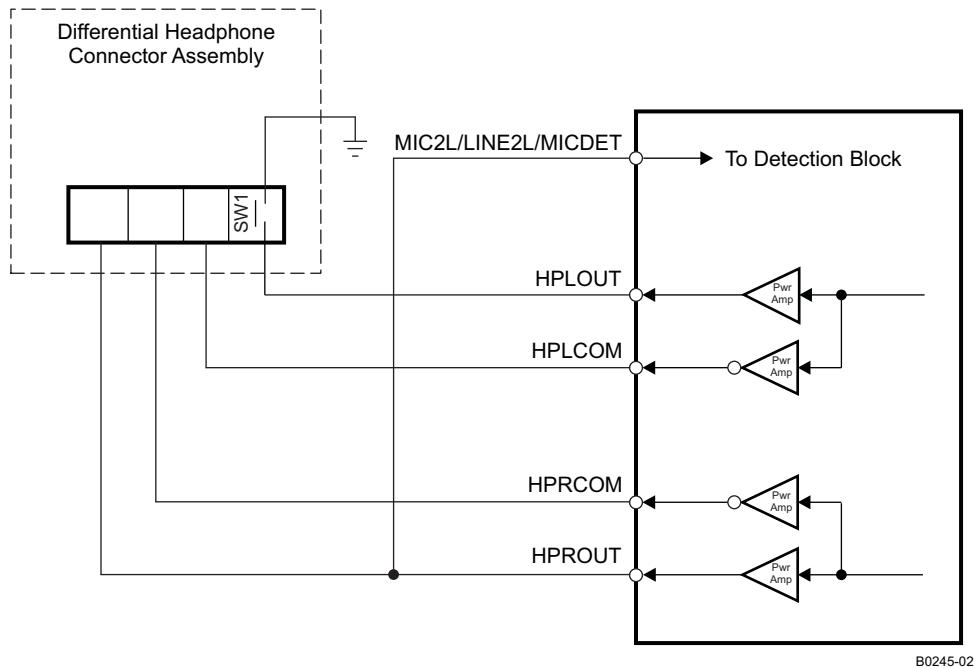 Differential Headphone
Connector Assembly
MIC2L/LINE2L/MICDET
To Detection Block
SW1
HPLOUT
Pwr
Amp
HPLCOM
Pwr
Amp
HPRCOM
Pwr
Amp
HPROUT
Pwr
Amp
B0245-02